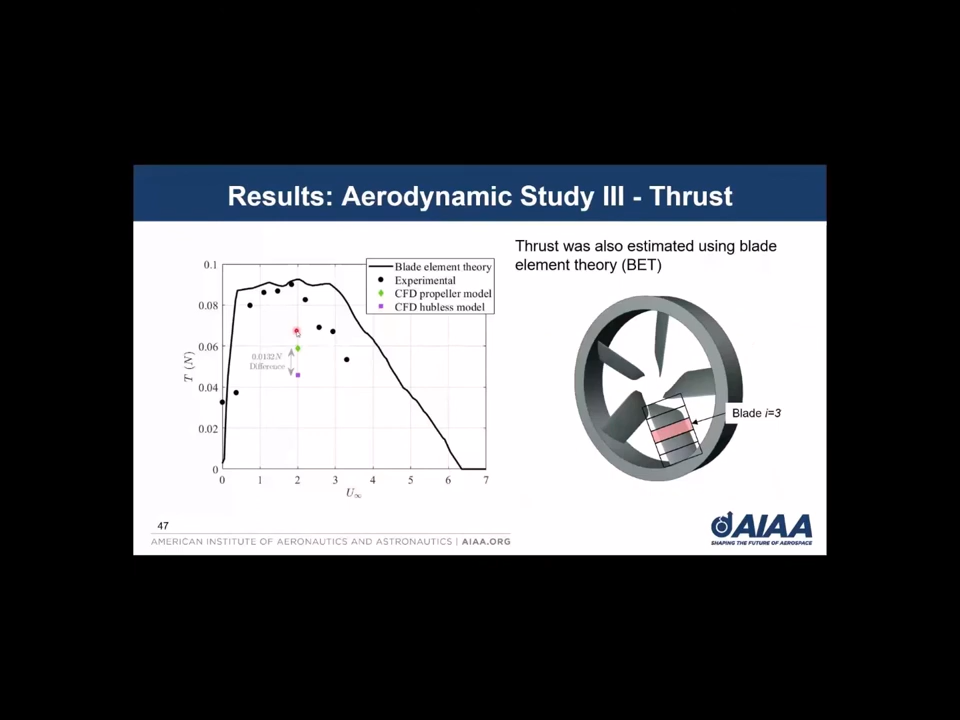 Results: Aerodynamic Study III - Thrust
Thrust was also estimated using blade
element theory (BET)
Blade element theory
Experimental
CFD propeller model
CFD hubless model
0.1
0.08
0.06
0.04
0.02
0
T (N)
0.0132N
Difference
0 1 2 3 4 5 6 7
U∞
Blade i=3
47
AMERICAN INSTITUTE OF AERONAUTICS AND ASTRONAUTICS | AIAA.ORG
AIAA
SHAPING THE FUTURE OF AEROSPACE